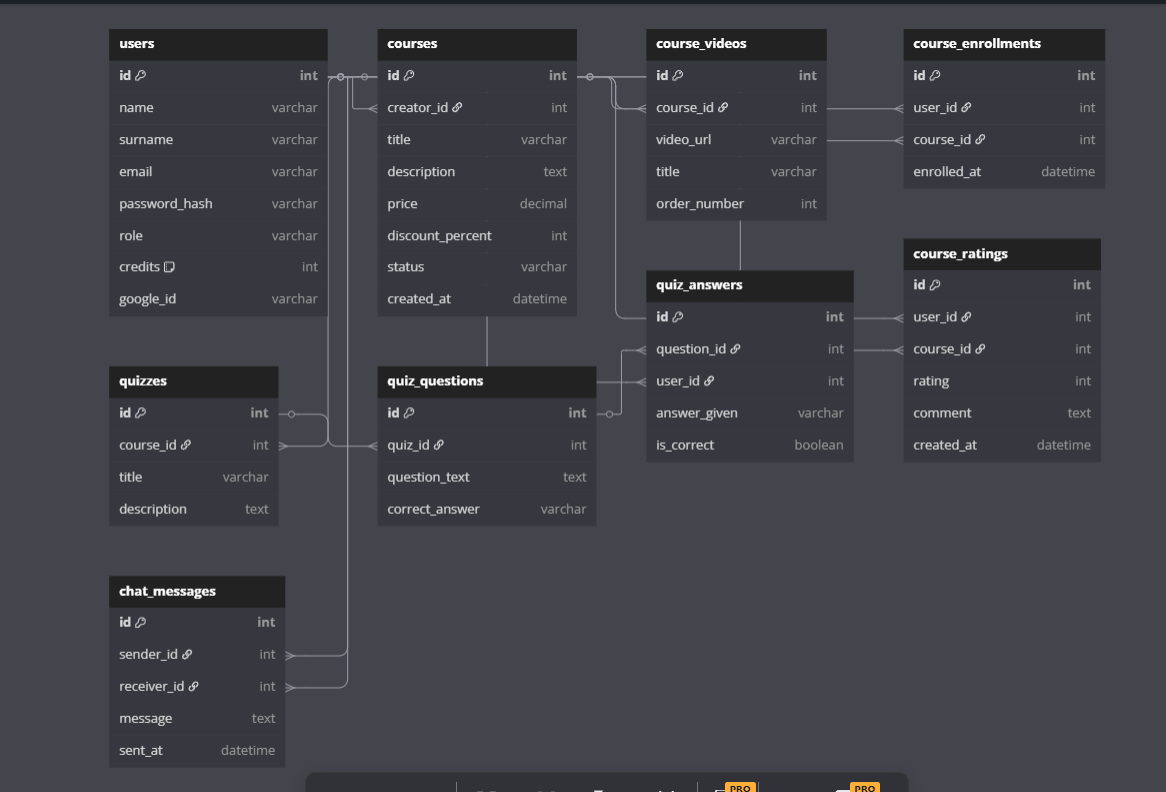 users
id int
name varchar
surname varchar
email varchar
password_hash varchar
role varchar
credits int
google_id varchar
courses
id int
creator_id int
title varchar
description text
price decimal
discount_percent int
status varchar
created_at datetime
course_videos
id
course_id int
video_url varchar
title varchar
order_number int
course_enrollments
id int
user_id int
course_id int
enrolled_at datetime
course_ratings
id int
user_id int
course_id int
rating int
comment text
created_at datetime
quiz_answers
id int
question_id int
user_id int
answer_given varchar
is_correct boolean
quizzes
id int
course_id int
title varchar
description text
quiz_questions
id int
quiz_id int
question_text text
correct_answer varchar
chat_messages
id int
sender_id int
receiver_id int
message text
sent_at datetime
PRO
PRO